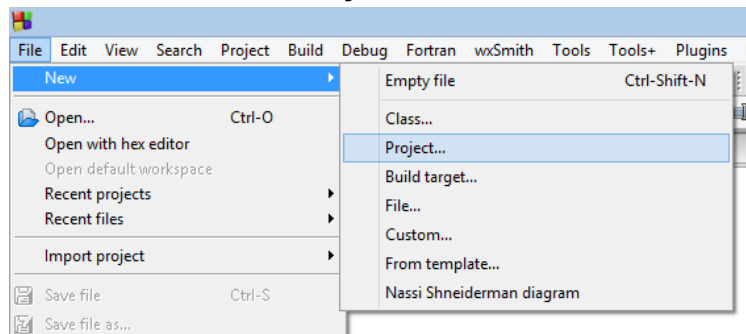 File Edit View Search Project Build Debug Fortran wxSmith Tools Tools+ Plugins
New
Open... Ctrl-O
Open with hex editor
Open default workspace
Recent projects
Recent files
Import project
Save file Ctrl-S
Save file as...
Empty file Ctrl-Shift-N
Class...
Project...
Build target...
File...
Custom...
From template...
Nassi Shneiderman diagram